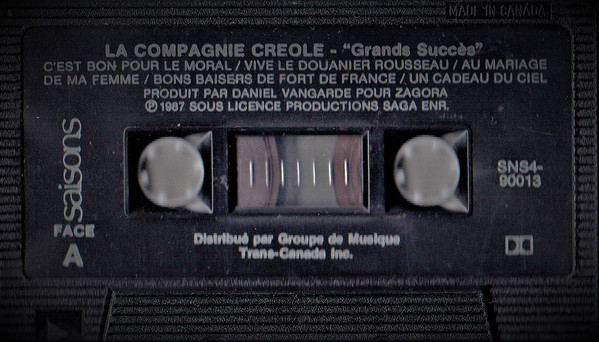 MADE IN CANADA
LA COMPAGNIE CREOLE - "Grands Succès"
C'EST BON POUR LE MORAL / VIVE LE DOUANIER ROUSSEAU / AU MARIAGE
DE MA FEMME / BONS BAISERS DE FORT DE FRANCE / UN CADEAU DU CIEL
PRODUIT PAR DANIEL VANGARDE POUR ZAGORA
℗ 1987 SOUS LICENCE PRODUCTIONS SAGA ENR.
saisons
FACE
A
SNS4-
90013
Distribué par Groupe de Musique
Trans-Canada Inc.